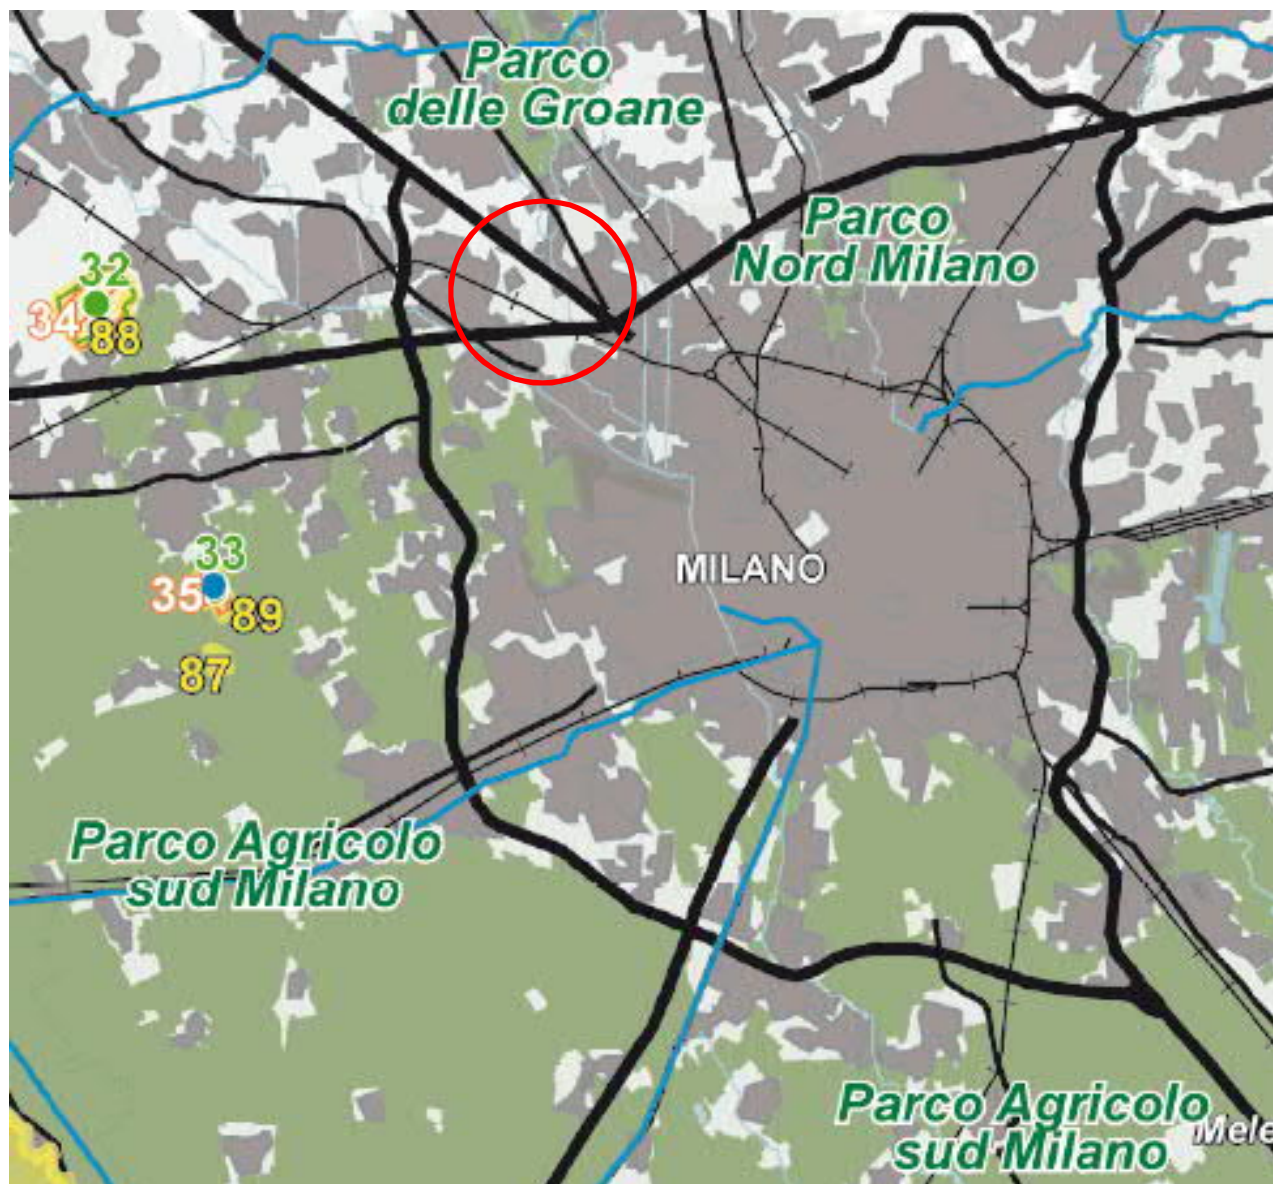 Parco
delle Groane
Parco
Nord Milano
32
34
88
33
35
89
87
MILANO
Parco Agricolo
sud Milano
Parco Agricolo
sud Milano
Mele